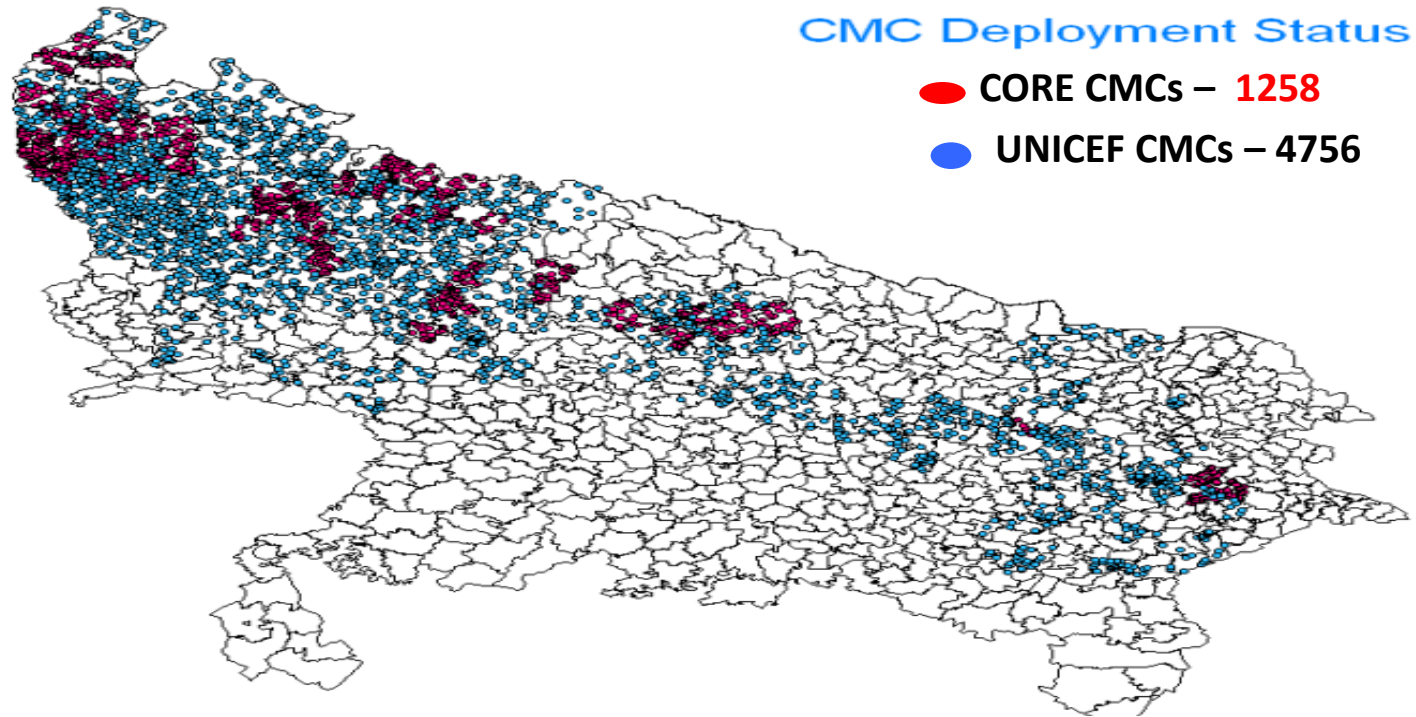 CMC Deployment Status
CORE CMCs – 1258
UNICEF CMCs – 4756